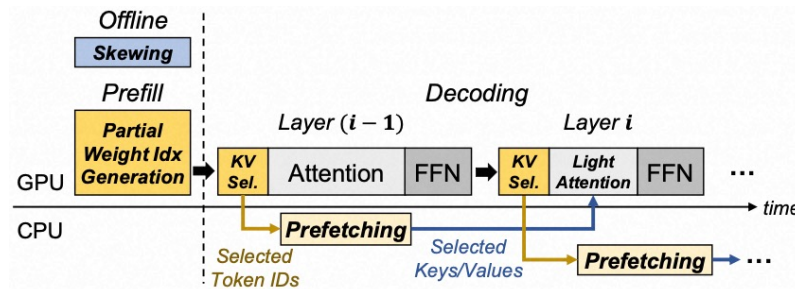 Offline
Skewing
Prefill
Partial
Weight Idx
Generation
Decoding
Layer (i − 1)
Layer i
KV
Sel.
Attention
FFN
KV
Sel.
Light
Attention
FFN
...
GPU
time
CPU
Prefetching
Selected
Token IDs
Selected
Keys/Values
Prefetching
...